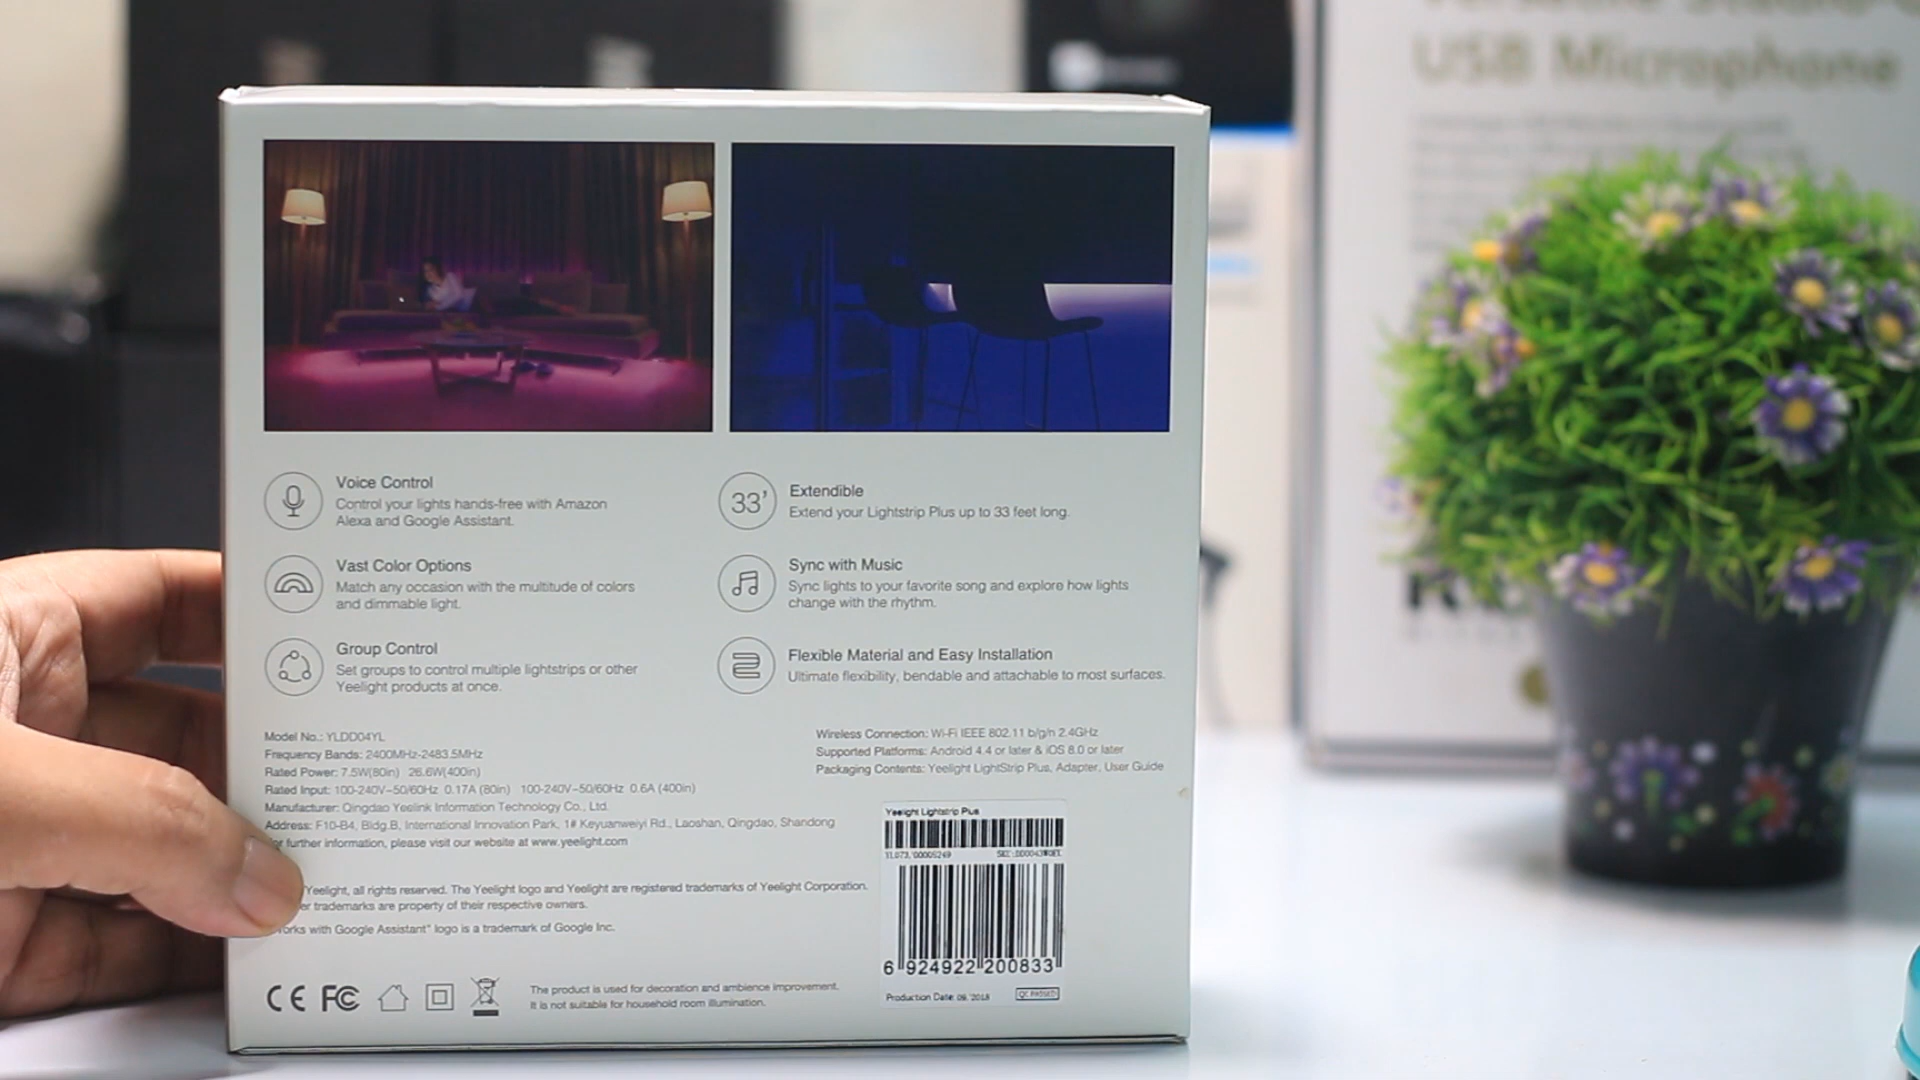 USB Microphone
Voice Control
Control your lights hands-free with Amazon
Alexa and Google Assistant.
33'
Extendible
Extend your Lightstrip Plus up to 33 feet long.
Vast Color Options
Match any occasion with the multitude of colors
and dimmable light.
Sync with Music
Sync lights to your favorite song and explore how lights
change with the rhythm.
Group Control
Set groups to control multiple lightstrips or other
Yeelight products at once.
Flexible Material and Easy Installation
Ultimate flexibility, bendable and attachable to most surfaces.
Model No.: YLDD04YL
Frequency Bands: 2400MHz-2483.5MHz
Rated Power: 7.5W(80in) 26.6W(400in)
Rated Input: 100-240V~50/60Hz 0.17A (80in) 100-240V~50/60Hz 0.6A (400in)
Manufacturer: Qingdao Yeelink Information Technology Co., Ltd.
Address: F10-B4, Bldg.B, International Innovation Park, 1# Keyuanweiyi Rd., Laoshan, Qingdao, Shandong
further information, please visit our website at www.yeelight.com
Wireless Connection: Wi-Fi IEEE 802.11 b/g/n 2.4GHz
Supported Platforms: Android 4.4 or later & iOS 8.0 or later
Packaging Contents: Yeelight LightStrip Plus, Adapter, User Guide
Yeelight, all rights reserved. The Yeelight logo and Yeelight are registered trademarks of Yeelight Corporation.
trademarks are property of their respective owners.
with Google Assistant" logo is a trademark of Google Inc.
Yeelight Lightstrip Plus
6 924922 200833
Production Date: 09, '2018
QC PASSED
CE FC
The product is used for decoration and ambience improvement.
It is not suitable for household room illumination.